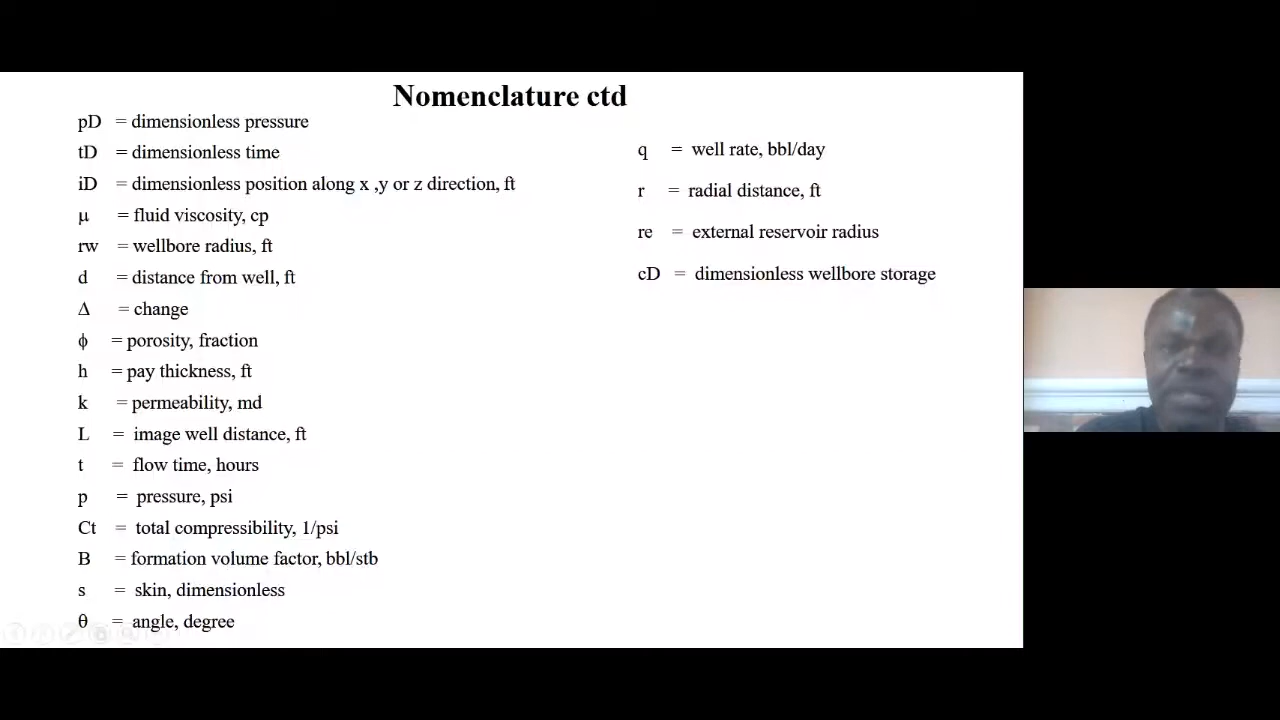 Nomenclature ctd
pD = dimensionless pressure
tD = dimensionless time
iD = dimensionless position along x ,y or z direction, ft
μ = fluid viscosity, cp
rw = wellbore radius, ft
d = distance from well, ft
Δ = change
ϕ = porosity, fraction
h = pay thickness, ft
k = permeability, md
L = image well distance, ft
t = flow time, hours
p = pressure, psi
Ct = total compressibility, 1/psi
B = formation volume factor, bbl/stb
s = skin, dimensionless
θ = angle, degree
q = well rate, bbl/day
r = radial distance, ft
re = external reservoir radius
cD = dimensionless wellbore storage